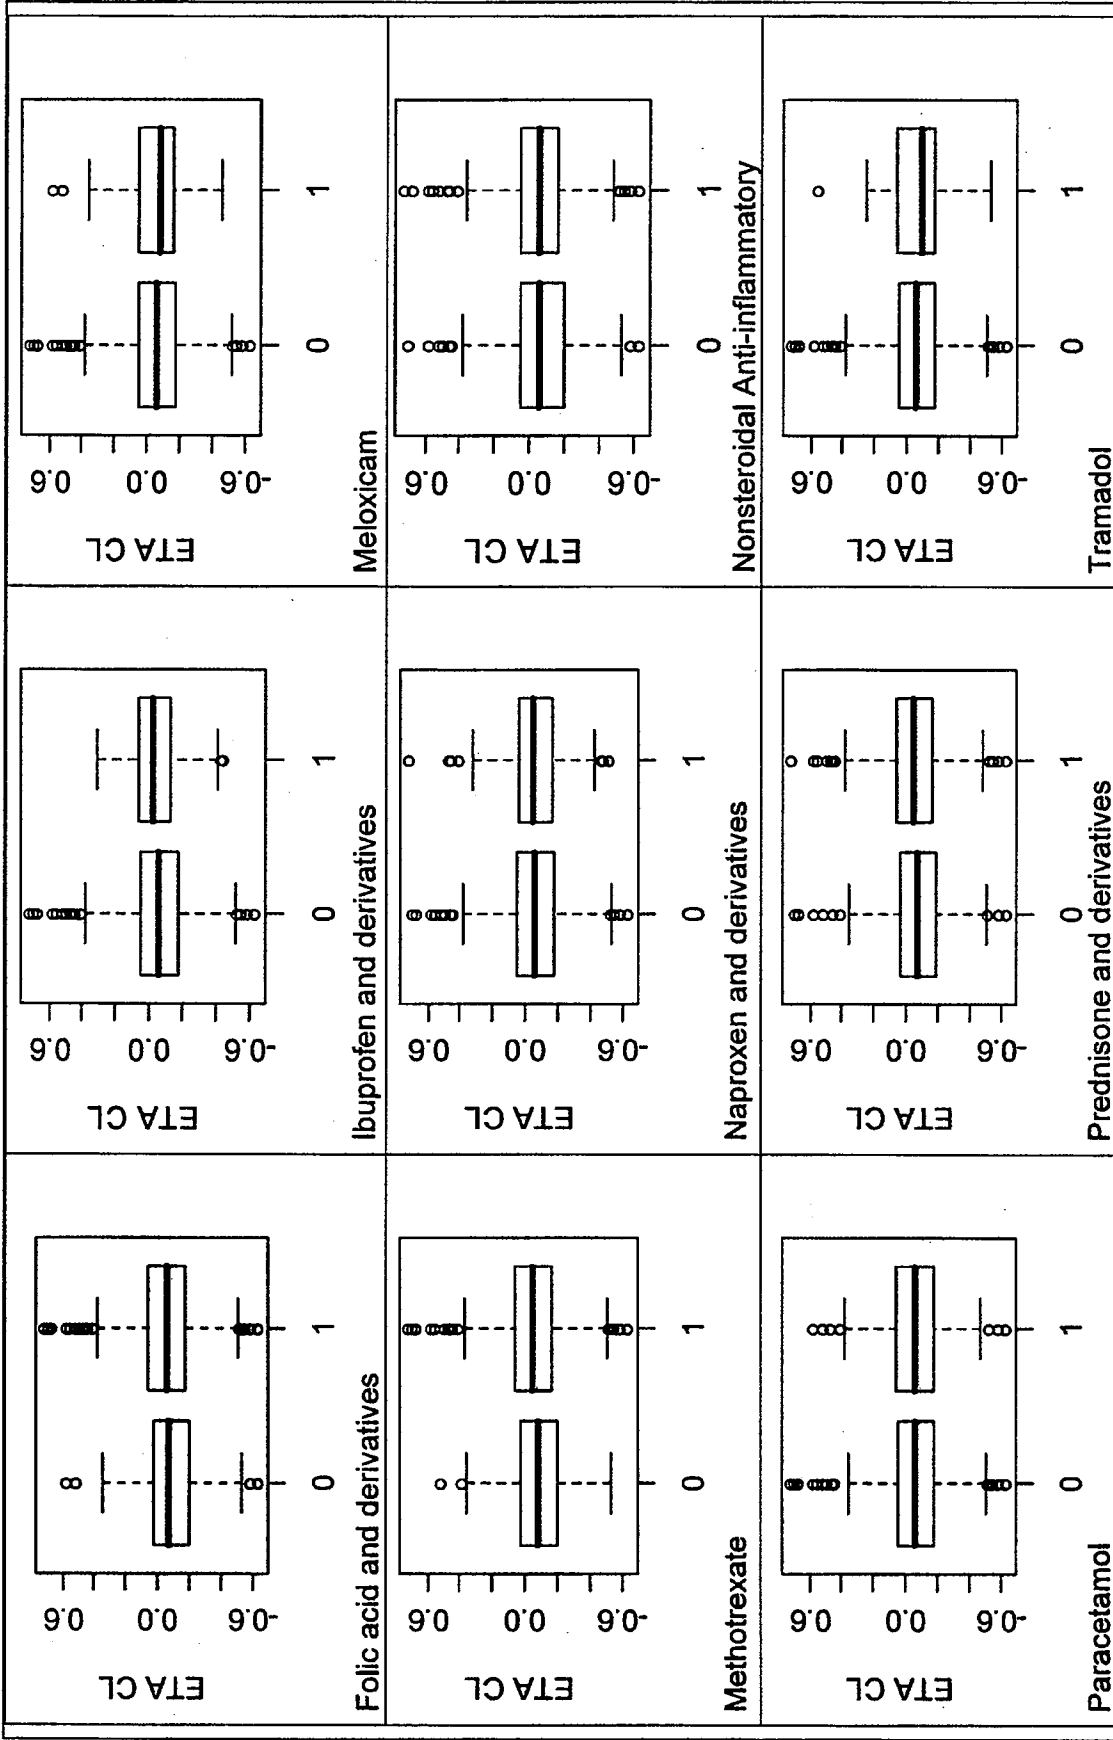 ETA CL
0.6
0.0
-0.6
0 1
Folic acid and derivatives
ETA CL
0.6
0.0
-0.6
0 1
Ibuprofen and derivatives
ETA CL
0.6
0.0
-0.6
0 1
Meloxicam
ETA CL
0.6
0.0
-0.6
0 1
Methotrexate
ETA CL
0.6
0.0
-0.6
0 1
Naproxen and derivatives
ETA CL
0.6
0.0
-0.6
0 1
Nonsteroidal Anti-inflammatory
ETA CL
0.6
0.0
-0.6
0 1
Paracetamol
ETA CL
0.6
0.0
-0.6
0 1
Prednisone and derivatives
ETA CL
0.6
0.0
-0.6
0 1
Tramadol